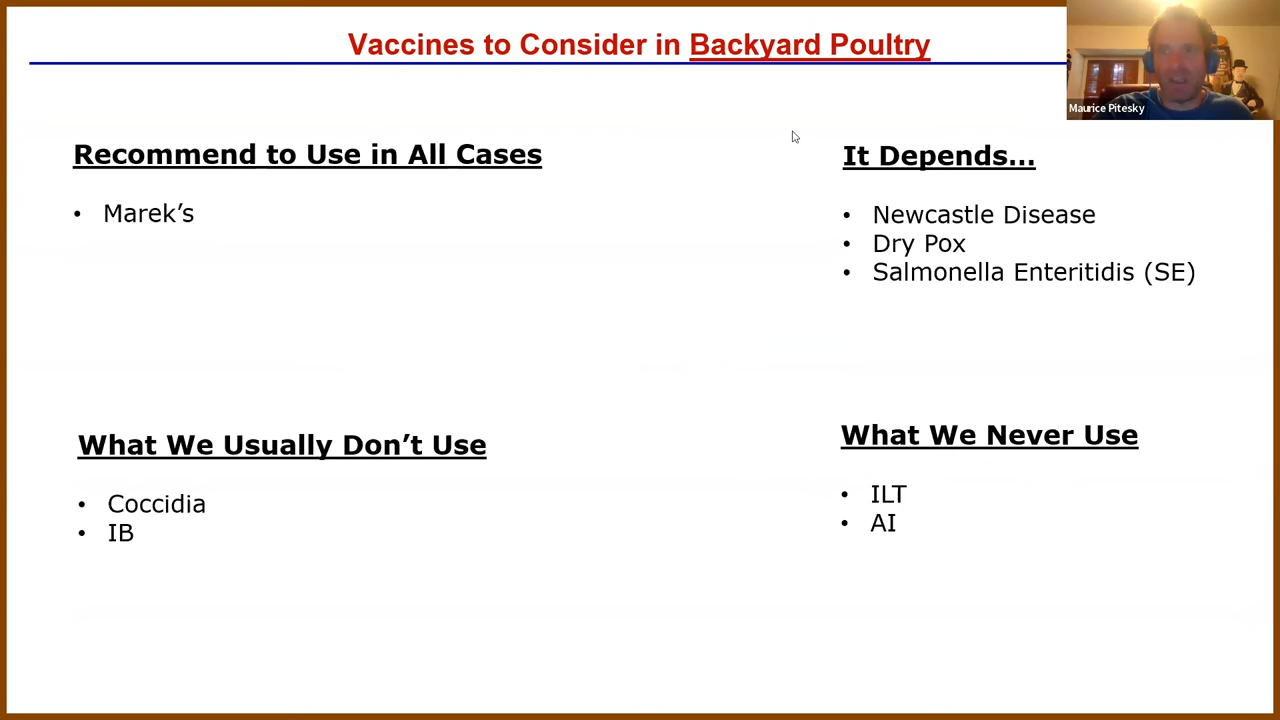 Vaccines to Consider in Backyard Poultry
Maurice Pitesky
Recommend to Use in All Cases
• Marek’s
It Depends…
• Newcastle Disease
• Dry Pox
• Salmonella Enteritidis (SE)
What We Usually Don’t Use
• Coccidia
• IB
What We Never Use
• ILT
• AI